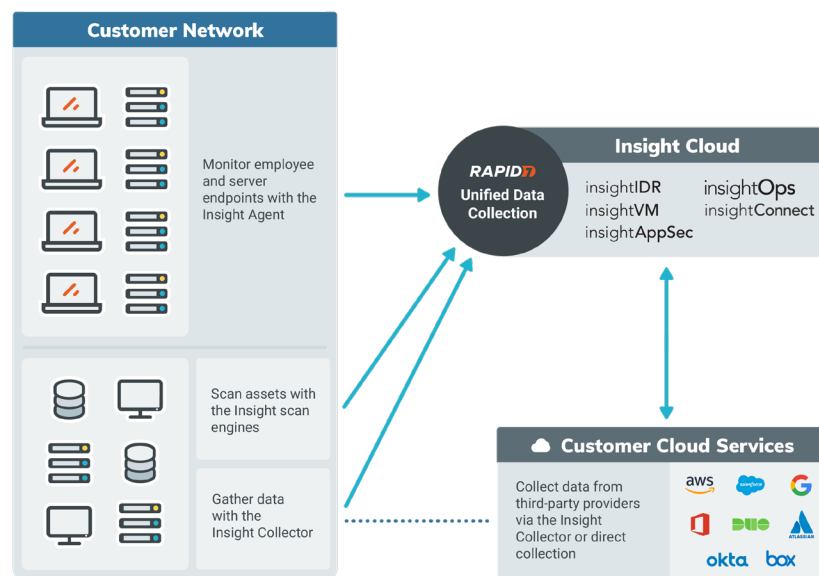 Customer Network
Monitor employee
and server
endpoints with the
Insight Agent
Scan assets with
the Insight scan
engines
Gather data
with the
Insight Collector
RAPID7
Unified Data
Collection
Insight Cloud
insightIDR
insightOps
insightVM
insightConnect
insightAppSec
Customer Cloud Services
Collect data from
third-party providers
via the Insight
Collector or direct
collection
aws
salesforce
G
DUO
ATLASSIAN
okta
box